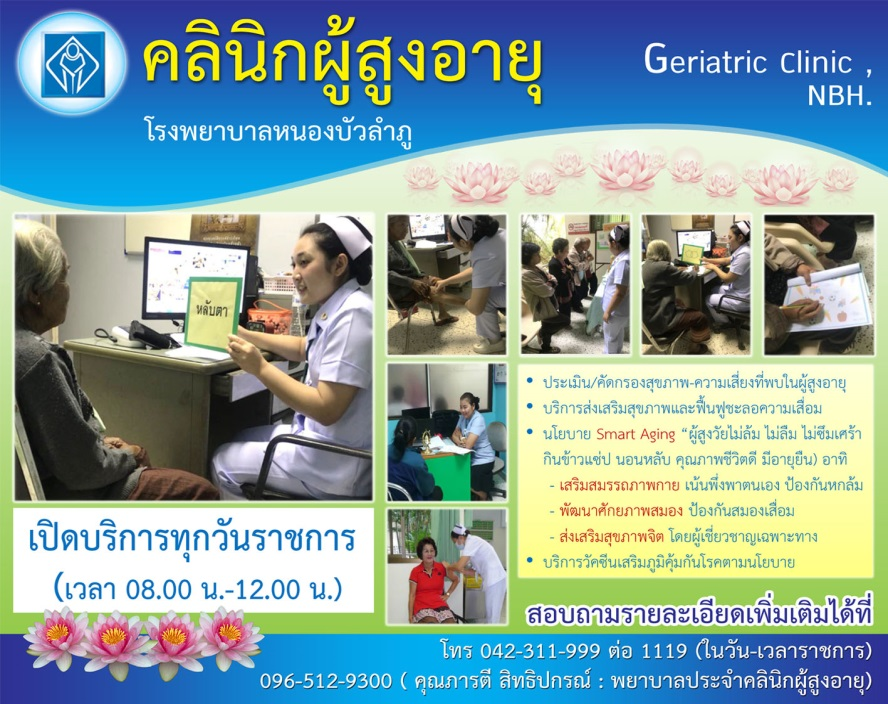 คลินิกผู้สูงอายุ
โรงพยาบาลหนองบัวลำภู
Geriatric Clinic ,
NBH.
หลับตา
• ประเมิน/คัดกรองสุขภาพ-ความเสี่ยงที่พบในผู้สูงอายุ
• บริการส่งเสริมสุขภาพและฟื้นฟูชะลอความเสื่อม
• นโยบาย Smart Aging “ผู้สูงวัยไม่ล้ม ไม่ลืม ไม่ซึมเศร้า
กินข้าวแซ่ป นอนหลับ คุณภาพชีวิตดี มีอายุยืน) อาทิ
- เสริมสมรรถภาพกาย เน้นพึ่งพาตนเอง ป้องกันหกล้ม
- พัฒนาศักยภาพสมอง ป้องกันสมองเสื่อม
- ส่งเสริมสุขภาพจิต โดยผู้เชี่ยวชาญเฉพาะทาง
• บริการวัคซีนเสริมภูมิคุ้มกันโรคตามนโยบาย
เปิดบริการทุกวันราชการ
(เวลา 08.00 น.-12.00 น.)
สอบถามรายละเอียดเพิ่มเติมได้ที่
โทร 042-311-999 ต่อ 1119 (ในวัน-เวลาราชการ)
096-512-9300 ( คุณภารตี สิทธิปกรณ์ : พยาบาลประจำคลินิกผู้สูงอายุ)